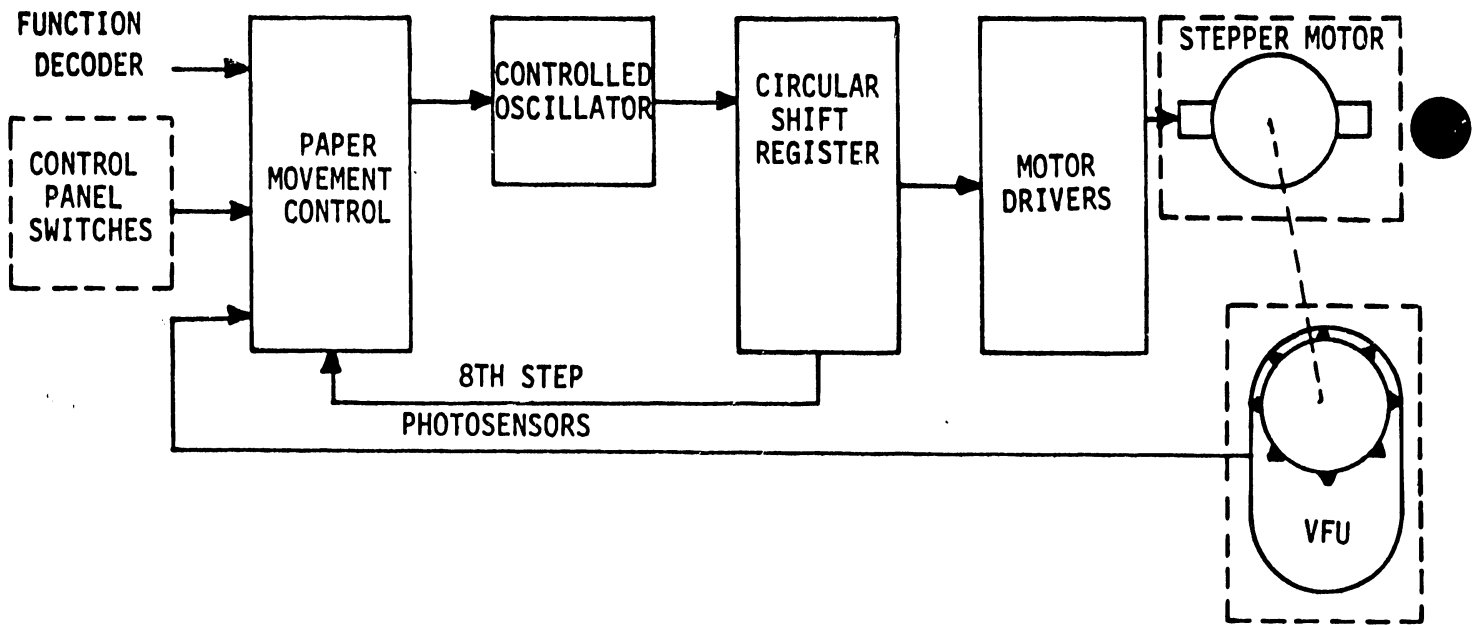 FUNCTION
DECODER
CONTROL
PANEL
SWITCHES
PAPER
MOVEMENT
CONTROL
CONTROLLED
OSCILLATOR
CIRCULAR
SHIFT
REGISTER
MOTOR
DRIVERS
STEPPER MOTOR
8TH STEP
PHOTOSENSORS
VFU